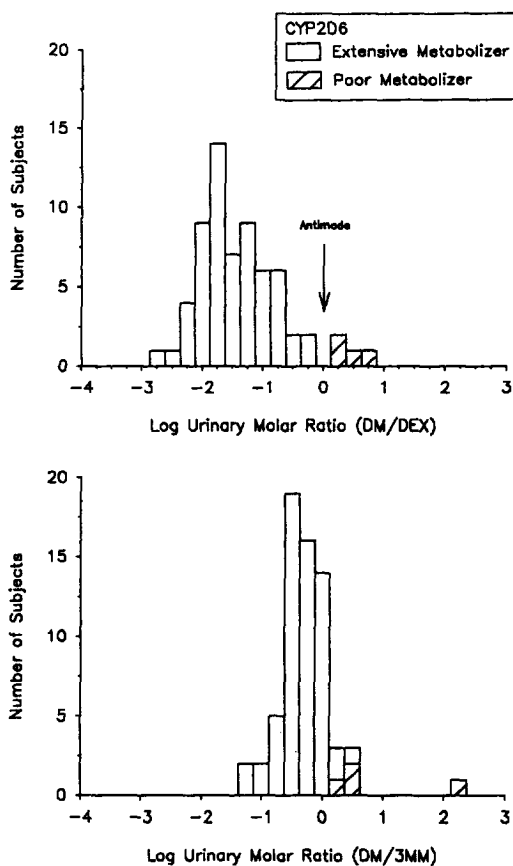 CYP2D6
Extensive Metabolizer
Poor Metabolizer
20
15
10
5
0
Number of Subjects
Antimode
-4 -3 -2 -1 0 1 2 3
Log Urinary Molar Ratio (DM/DEX)
20
15
10
5
0
Number of Subjects
-4 -3 -2 -1 0 1 2 3
Log Urinary Molar Ratio (DM/3MM)